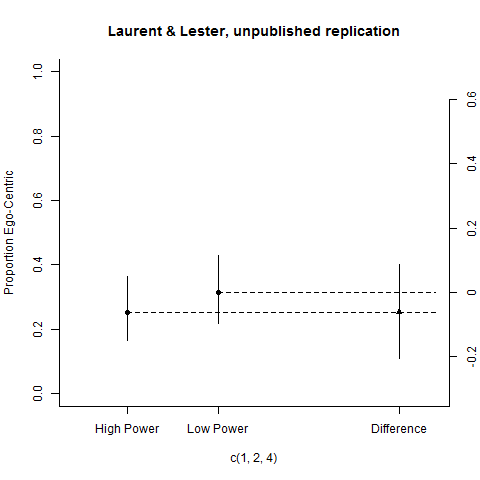 Laurent & Lester, unpublished replication
Proportion Ego-Centric
1.0
0.8
0.6
0.4
0.2
0.0
0.6
0.4
0.2
0
-0.2
High Power
Low Power
Difference
c(1, 2, 4)